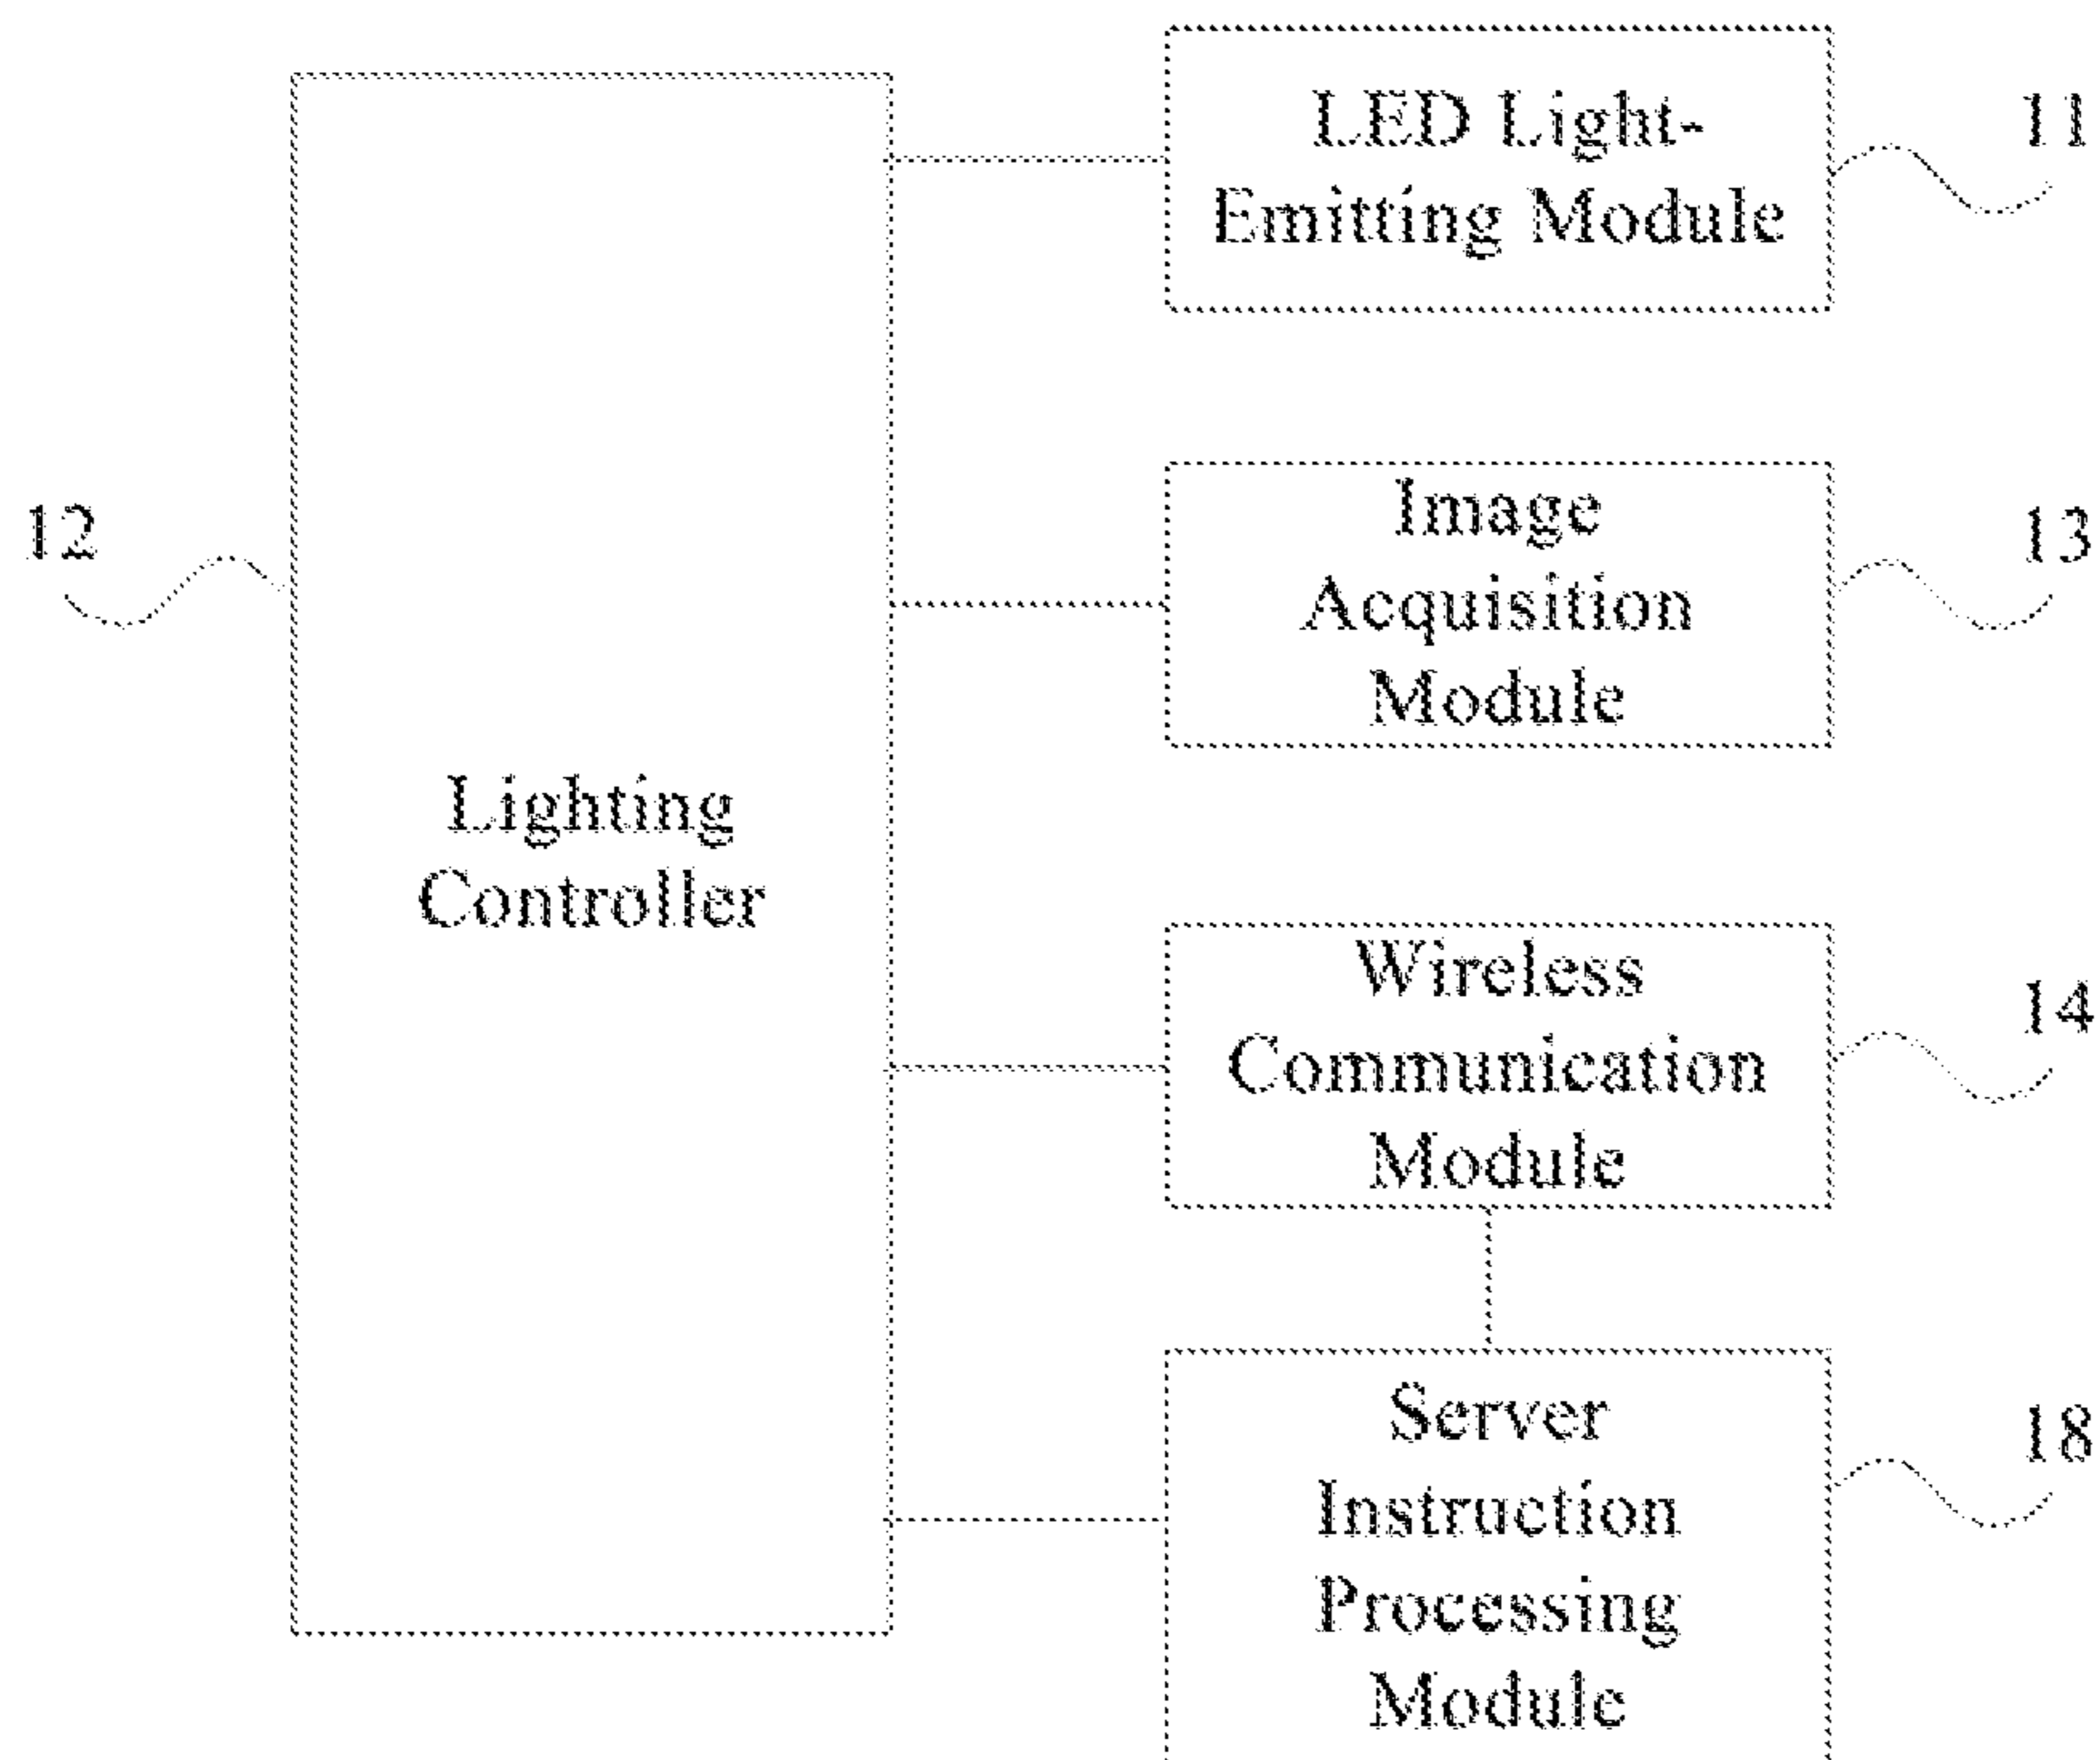 LED Light-
Emitting Module
11
Image
Acquisition
Module
13
12
Lighting
Controller
Wireless
Communication
Module
14
Server
Instruction
Processing
Module
18